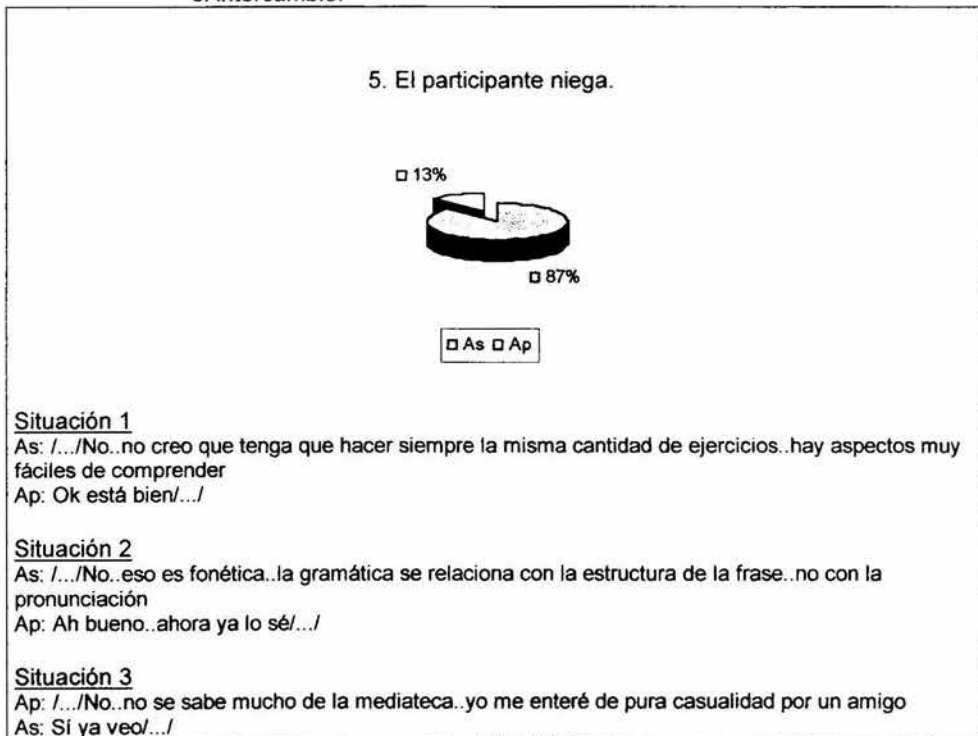 5. El participante niega.
13%
87%
As Ap
Situación 1
As: /.../No..no creo que tenga que hacer siempre la misma cantidad de ejercicios..hay aspectos muy
fáciles de comprender
Ap: Ok está bien/.../
Situación 2
As: /.../No..eso es fonética..la gramática se relaciona con la estructura de la frase..no con la
pronunciación
Ap: Ah bueno..ahora ya lo sé/.../
Situación 3
Ap: /.../No..no se sabe mucho de la mediateca..yo me enteré de pura casualidad por un amigo
As: Sí ya veo/.../